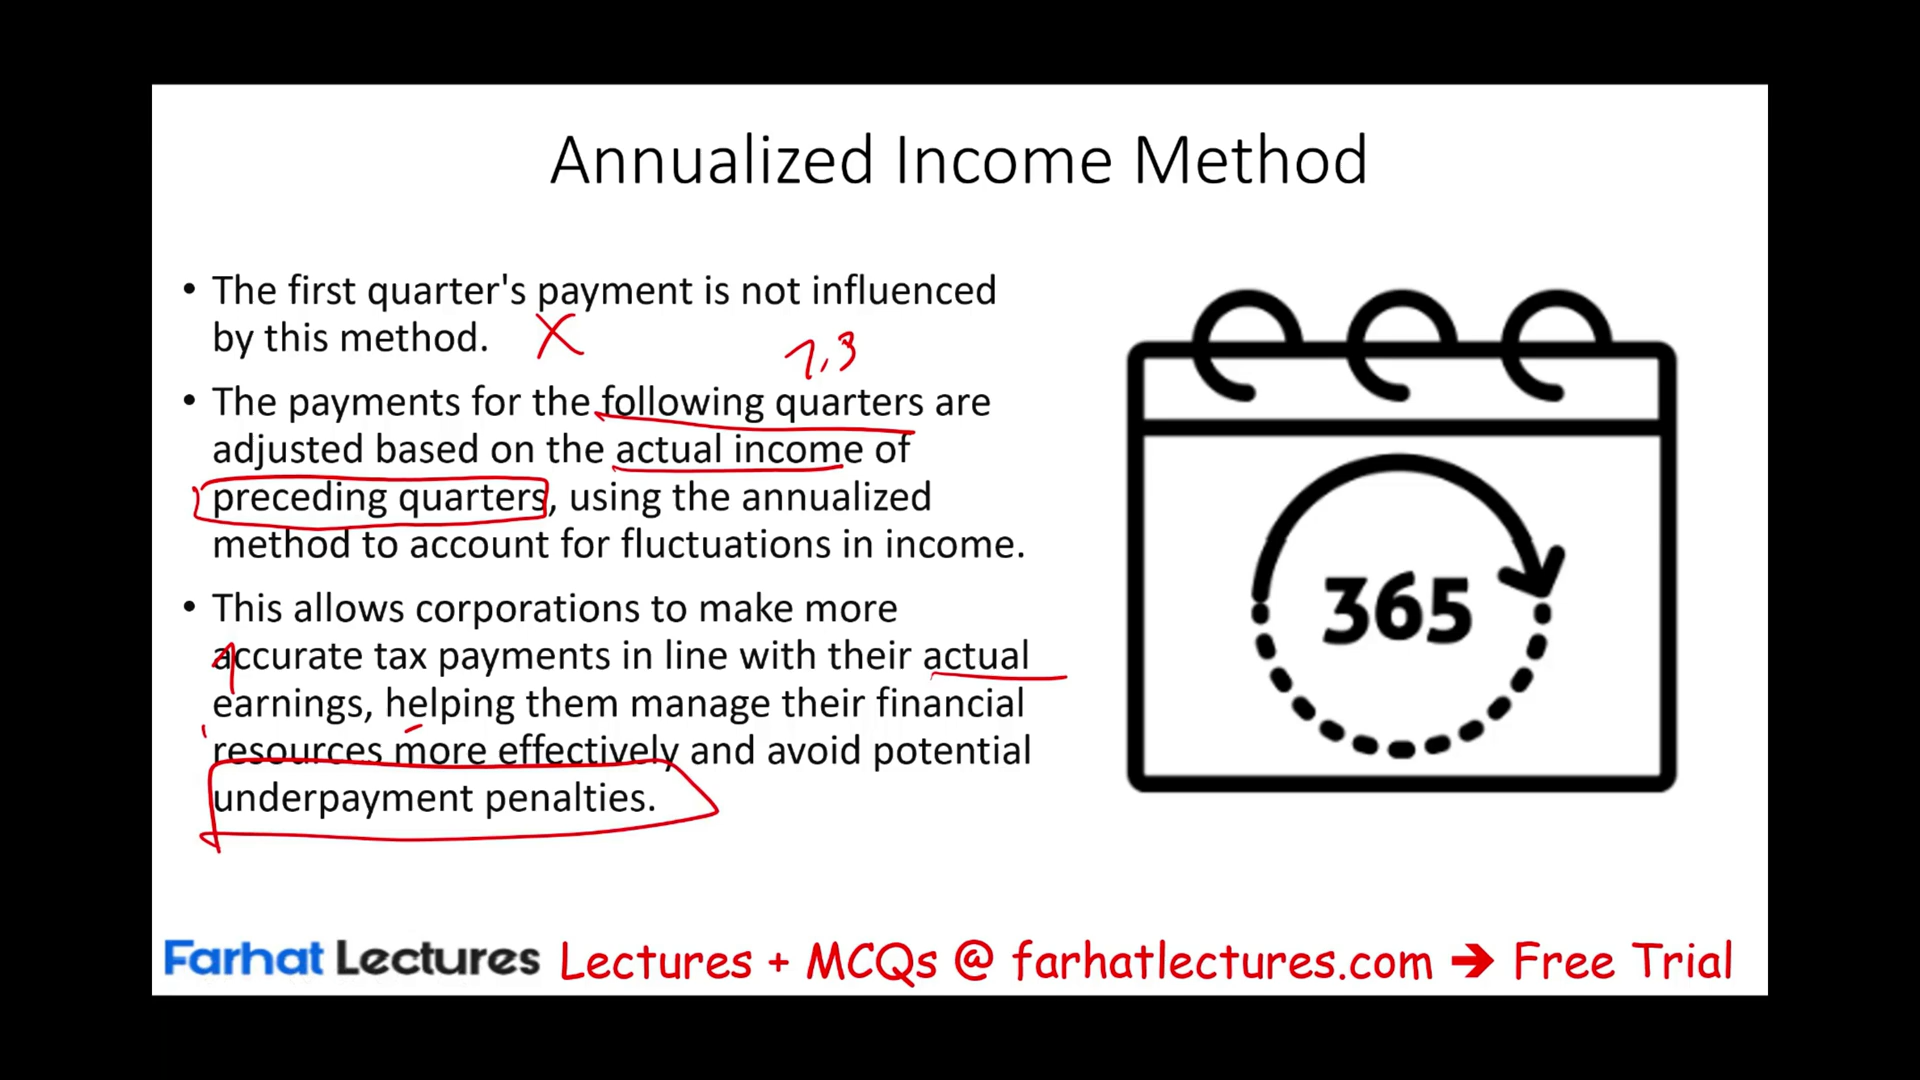 Annualized Income Method
• The first quarter's payment is not influenced
by this method.
• The payments for the following quarters are
adjusted based on the actual income of
preceding quarters, using the annualized
method to account for fluctuations in income.
• This allows corporations to make more
accurate tax payments in line with their actual
earnings, helping them manage their financial
resources more effectively and avoid potential
underpayment penalties.
365
Farhat Lectures Lectures + MCQs @ farhatlectures.com → Free Trial